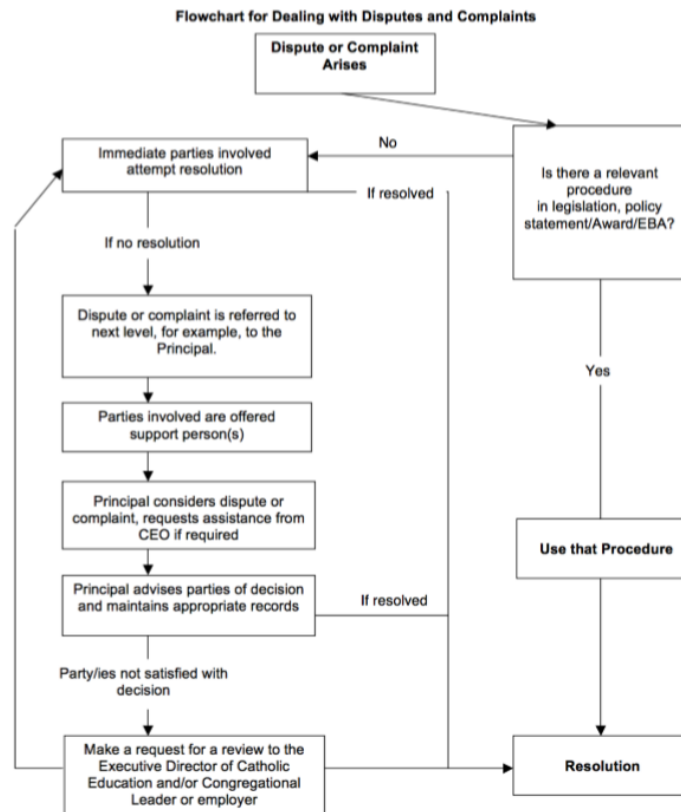 Flowchart for Dealing with Disputes and Complaints
Dispute or Complaint
Arises
No
Immediate parties involved
attempt resolution
Is there a relevant
procedure
in legislation, policy
statement/Award/EBA?
If resolved
If no resolution
Dispute or complaint is referred to
next level, for example, to the
Principal.
Yes
Parties involved are offered
support person(s)
Principal considers dispute or
complaint, requests assistance from
CEO if required
Use that Procedure
Principal advises parties of decision
and maintains appropriate records
If resolved
Party/ies not satisfied with
decision
Make a request for a review to the
Executive Director of Catholic
Education and/or Congregational
Leader or employer
Resolution